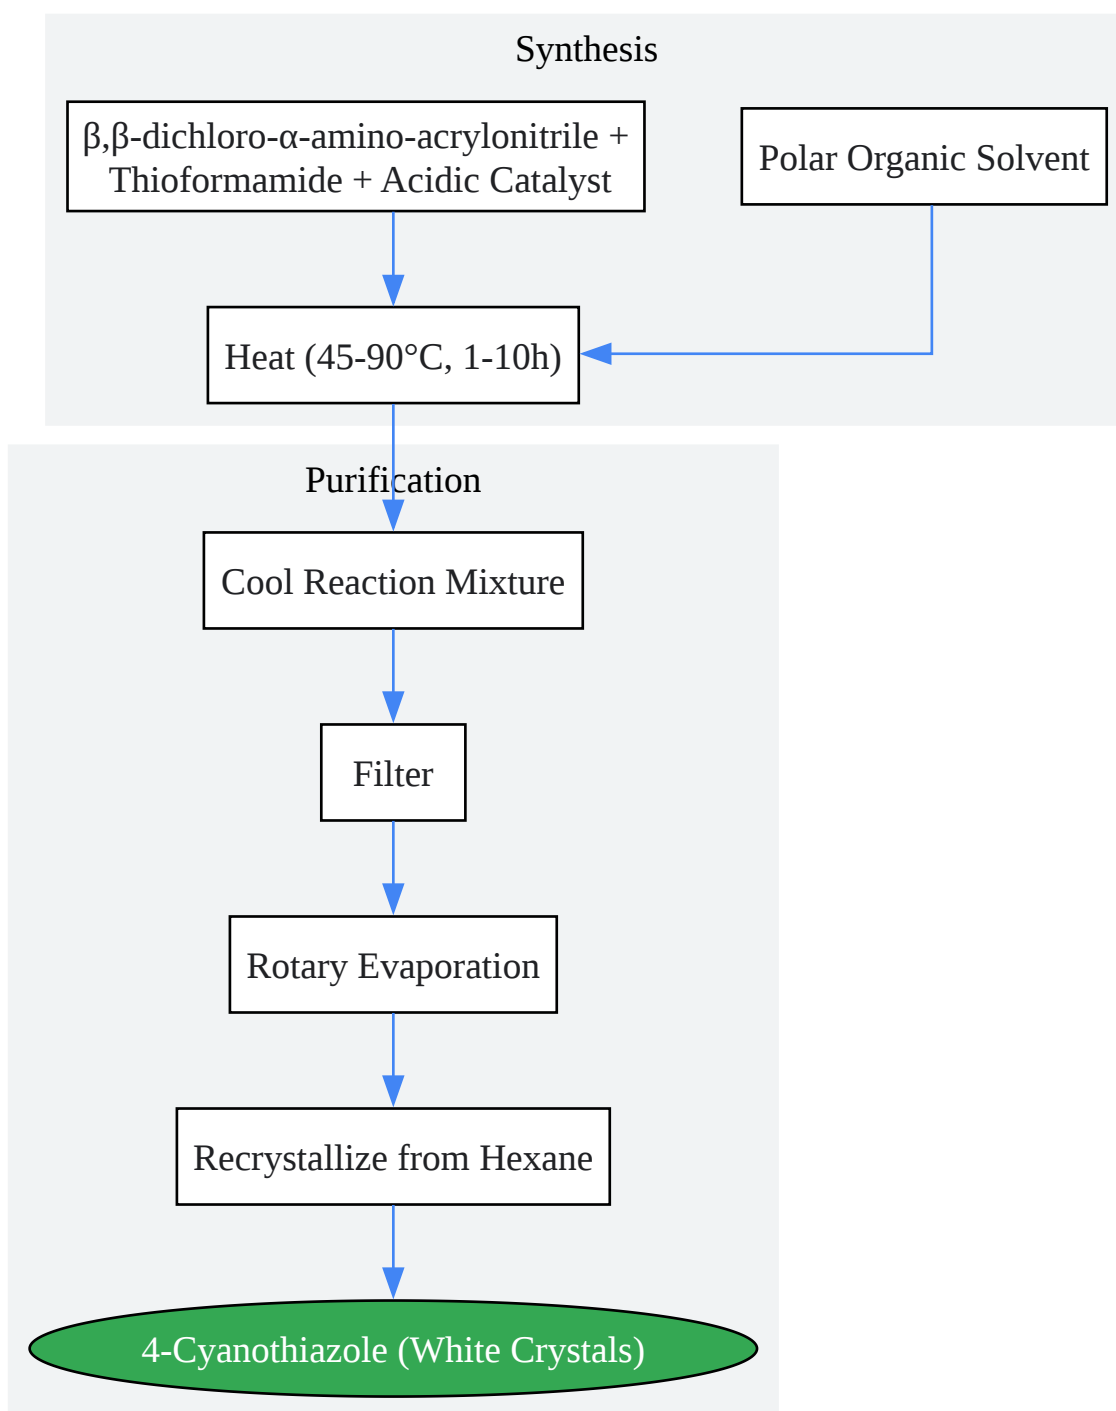 Synthesis
β,β-dichloro-α-amino-acrylonitrile +
Thioformamide + Acidic Catalyst
Polar Organic Solvent
Heat (45-90°C, 1-10h)
Purification
Cool Reaction Mixture
Filter
Rotary Evaporation
Recrystallize from Hexane
4-Cyanothiazole (White Crystals)